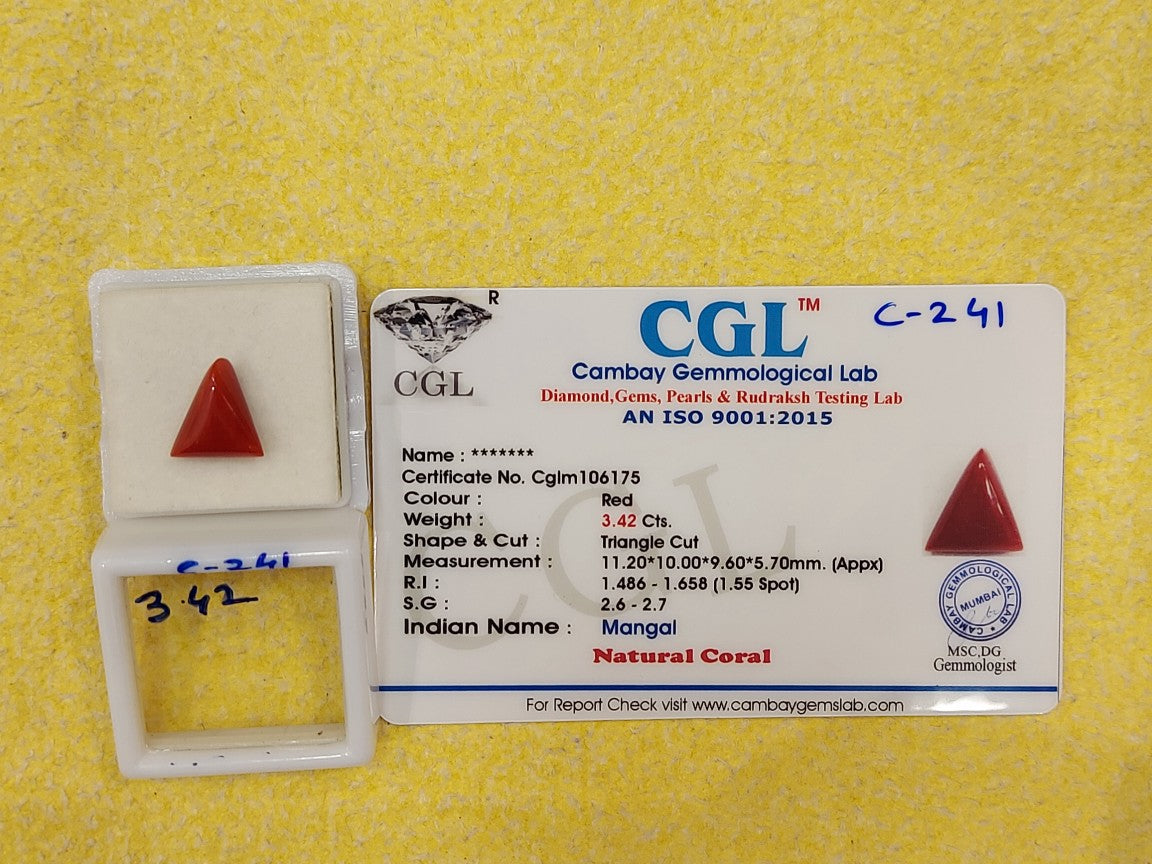 R
CGL
CGL™
Cambay Gemmological Lab
Diamond,Gems, Pearls & Rudraksh Testing Lab
AN ISO 9001:2015
C-241
Name : *******
Certificate No. Cglm106175
Colour : Red
Weight : 3.42 Cts.
Shape & Cut : Triangle Cut
Measurement : 11.20*10.00*9.60*5.70mm. (Appx)
R.I : 1.486 - 1.658 (1.55 Spot)
S.G : 2.6 - 2.7
Indian Name : Mangal
Natural Coral
CGL
CAMBAY GEMMOLOGICAL LAB
MUMBAI
MSC,DG
Gemmologist
For Report Check visit www.cambaygemslab.com
C-241
3.42